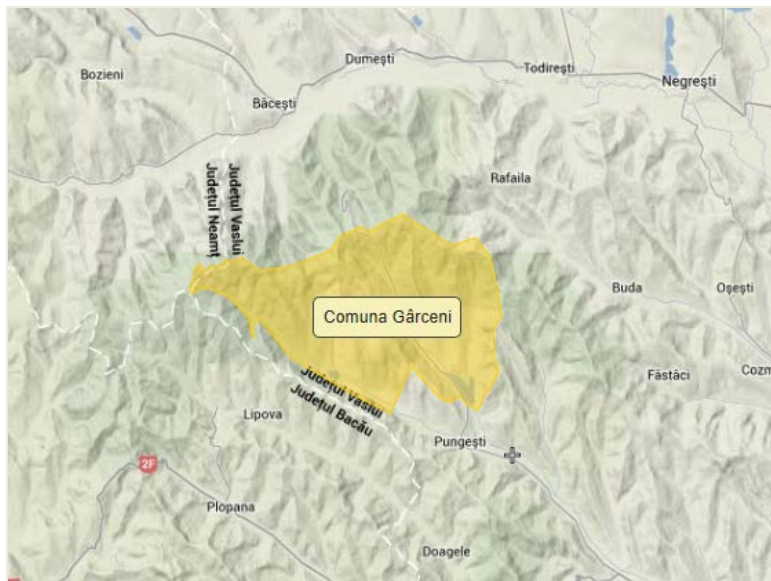 Dumești
Todirești
Bozieni
Negrești
Băcești
Județul Neamț
Județul Vaslui
Rafaila
Buda
Oșești
Comuna Gârceni
Județul Vaslui
Județul Bacău
Făstăci
Cozm
Lipova
Pungești
2F
Plopana
Doagele